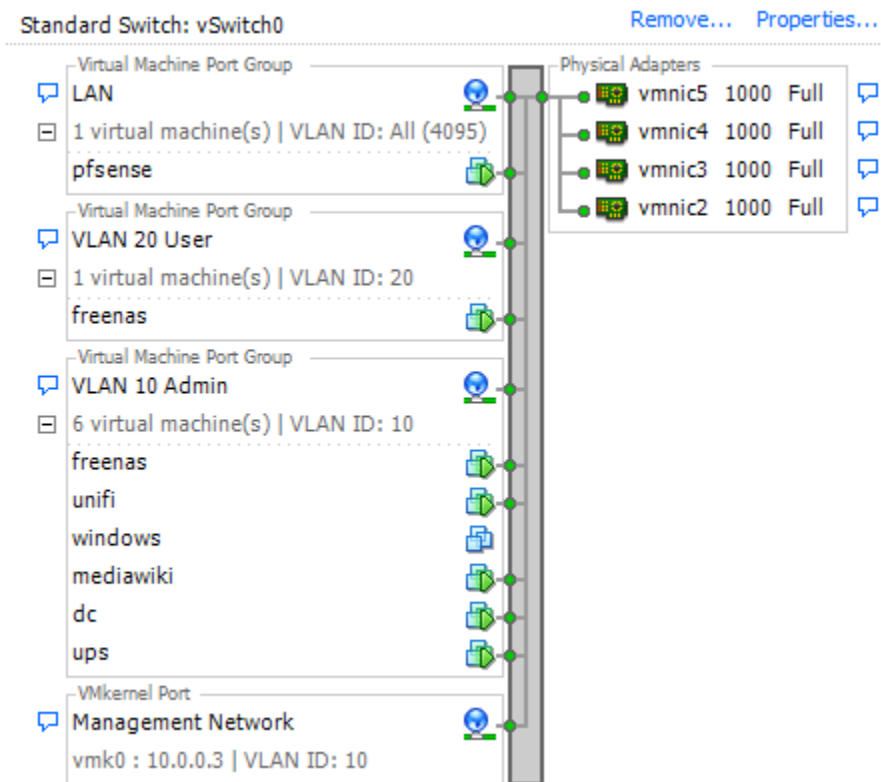 Standard Switch: vSwitch0
Remove... Properties...
Virtual Machine Port Group
LAN
1 virtual machine(s) | VLAN ID: All (4095)
pfsense
Virtual Machine Port Group
VLAN 20 User
1 virtual machine(s) | VLAN ID: 20
freenas
Virtual Machine Port Group
VLAN 10 Admin
6 virtual machine(s) | VLAN ID: 10
freenas
unifi
windows
mediawiki
dc
ups
VMkernel Port
Management Network
vmk0 : 10.0.0.3 | VLAN ID: 10
Physical Adapters
vmnic5 1000 Full
vmnic4 1000 Full
vmnic3 1000 Full
vmnic2 1000 Full